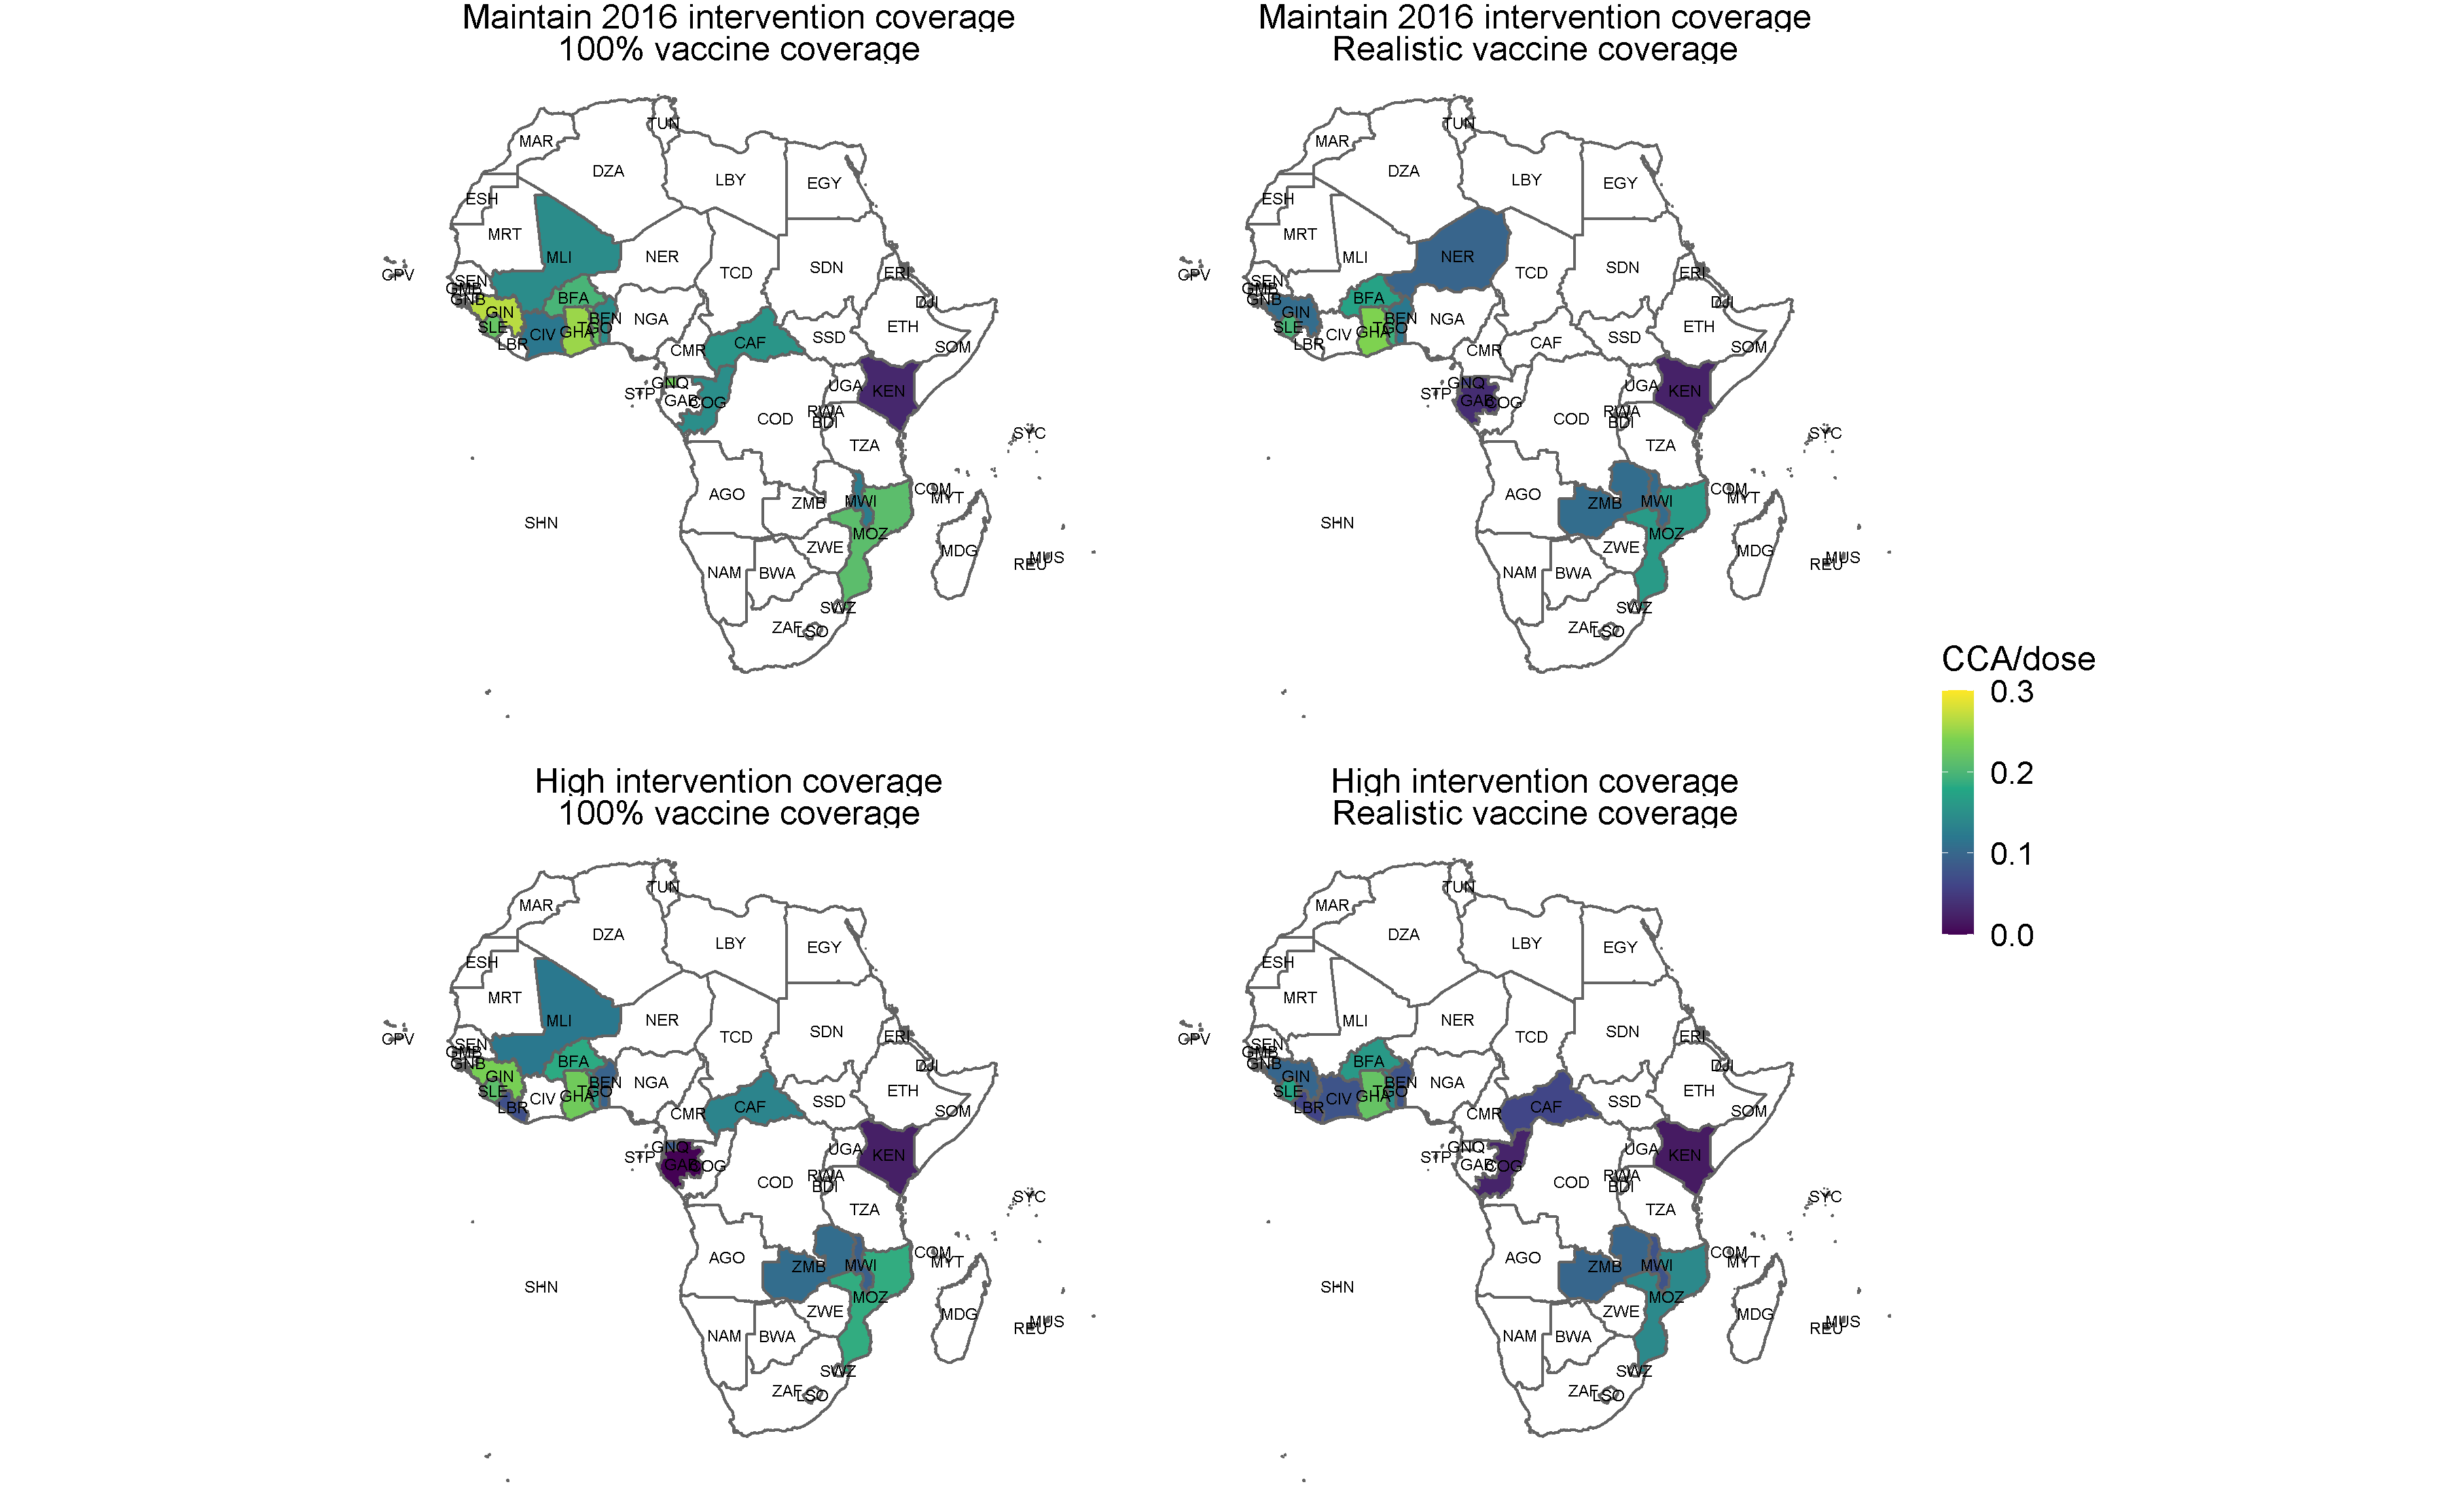 Maintain 2016 intervention coverage
100% vaccine coverage
TUN
MAR
DZA
LBY
EGY
ESH
MRT
MLI
NER
TCD
SDN
ERI
CPV
SEN
GMB
GNB
GIN
BFA
BEN
DJI
SLE
CIV
GHA
TGO
NGA
ETH
LBR
CMR
CAF
SSD
SOM
GNQ
STP
GAB
COG
UGA
KEN
COD
RWA
BDI
SYC
TZA
AGO
ZMB
MWI
COM
MYT
SHN
MOZ
ZWE
MDG
MUS
REU
NAM
BWA
SWZ
ZAF
LSO
Maintain 2016 intervention coverage
Realistic vaccine coverage
TUN
MAR
DZA
LBY
EGY
ESH
MRT
MLI
NER
TCD
SDN
ERI
CPV
SEN
GMB
GNB
GIN
BFA
BEN
DJI
SLE
CIV
GHA
TGO
NGA
ETH
LBR
CMR
CAF
SSD
SOM
GNQ
STP
GAB
COG
UGA
KEN
COD
RWA
BDI
SYC
TZA
AGO
ZMB
MWI
COM
MYT
SHN
MOZ
ZWE
MDG
MUS
REU
NAM
BWA
SWZ
ZAF
LSO
CCA/dose
0.3
0.2
0.1
0.0
High intervention coverage
100% vaccine coverage
TUN
MAR
DZA
LBY
EGY
ESH
MRT
MLI
NER
TCD
SDN
ERI
CPV
SEN
GMB
GNB
GIN
BFA
BEN
DJI
SLE
CIV
GHA
TGO
NGA
ETH
LBR
CMR
CAF
SSD
SOM
GNQ
STP
GAB
COG
UGA
KEN
COD
RWA
BDI
SYC
TZA
AGO
ZMB
MWI
COM
MYT
SHN
MOZ
ZWE
MDG
MUS
REU
NAM
BWA
SWZ
ZAF
LSO
High intervention coverage
Realistic vaccine coverage
TUN
MAR
DZA
LBY
EGY
ESH
MRT
MLI
NER
TCD
SDN
ERI
CPV
SEN
GMB
GNB
GIN
BFA
BEN
DJI
SLE
CIV
GHA
TGO
NGA
ETH
LBR
CMR
CAF
SSD
SOM
GNQ
STP
GAB
COG
UGA
KEN
COD
RWA
BDI
SYC
TZA
AGO
ZMB
MWI
COM
MYT
SHN
MOZ
ZWE
MDG
MUS
REU
NAM
BWA
SWZ
ZAF
LSO